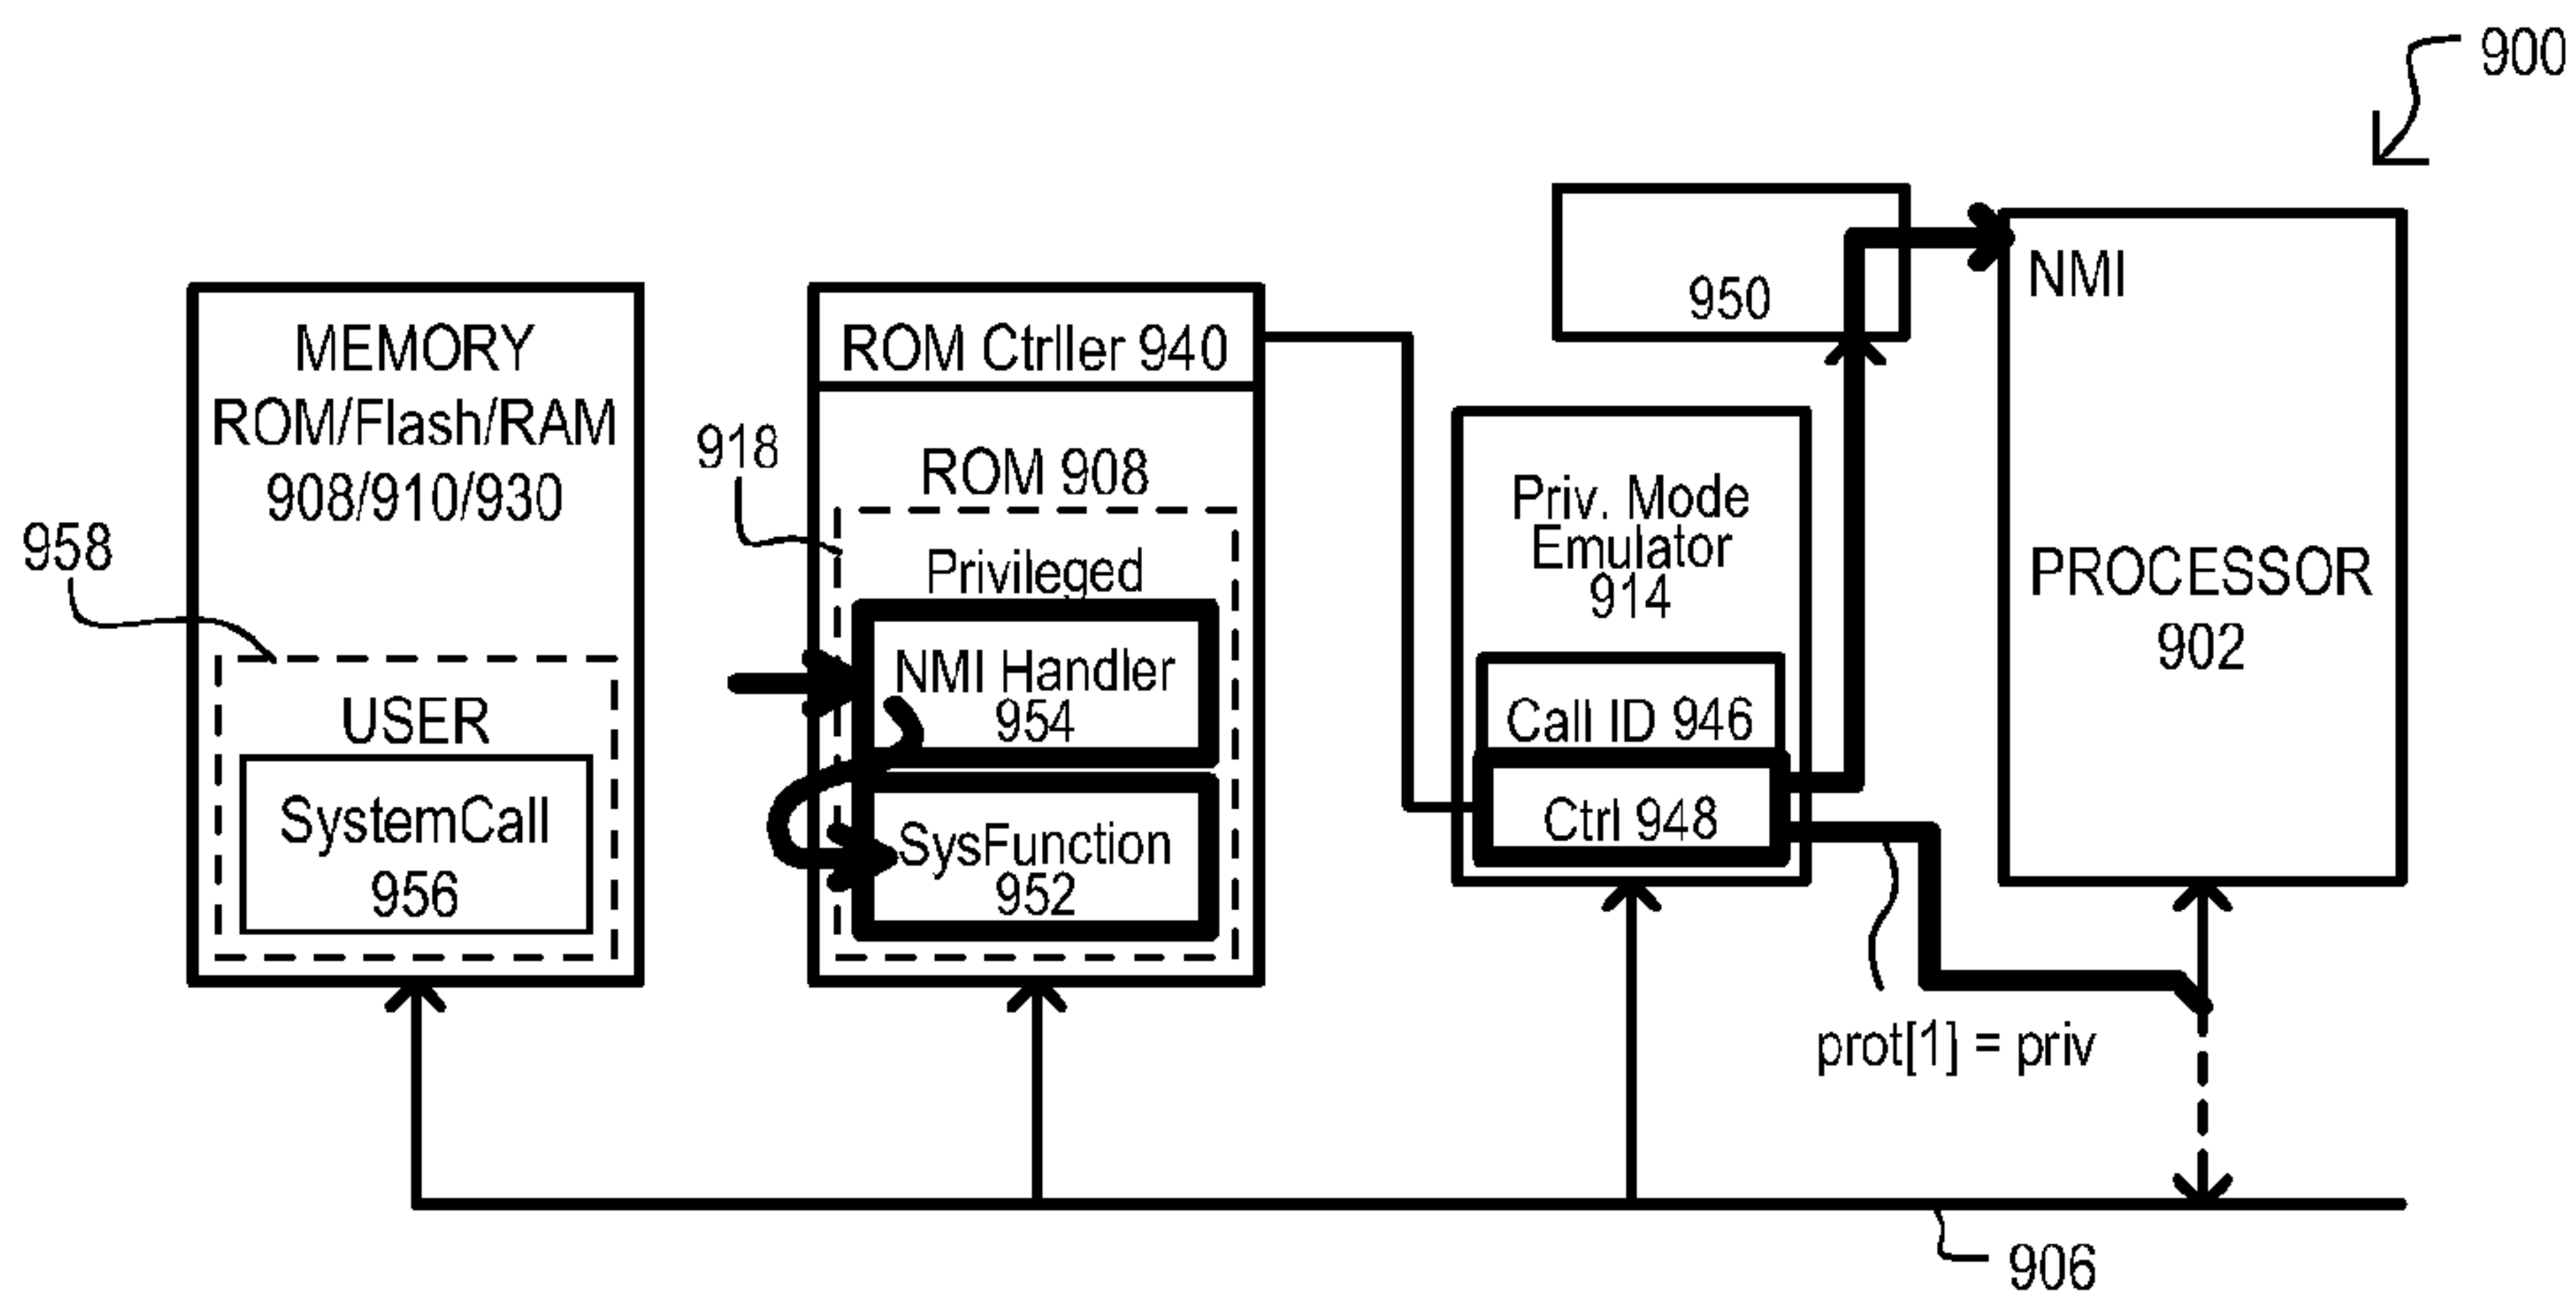 900
MEMORY
ROM/Flash/RAM
908/910/930
958
USER
SystemCall
956
ROM Ctrller 940
918
ROM 908
Privileged
NMI Handler
954
SysFunction
952
950
Priv. Mode
Emulator
914
Call ID 946
Ctrl 948
NMI
PROCESSOR
902
prot[1] = priv
906